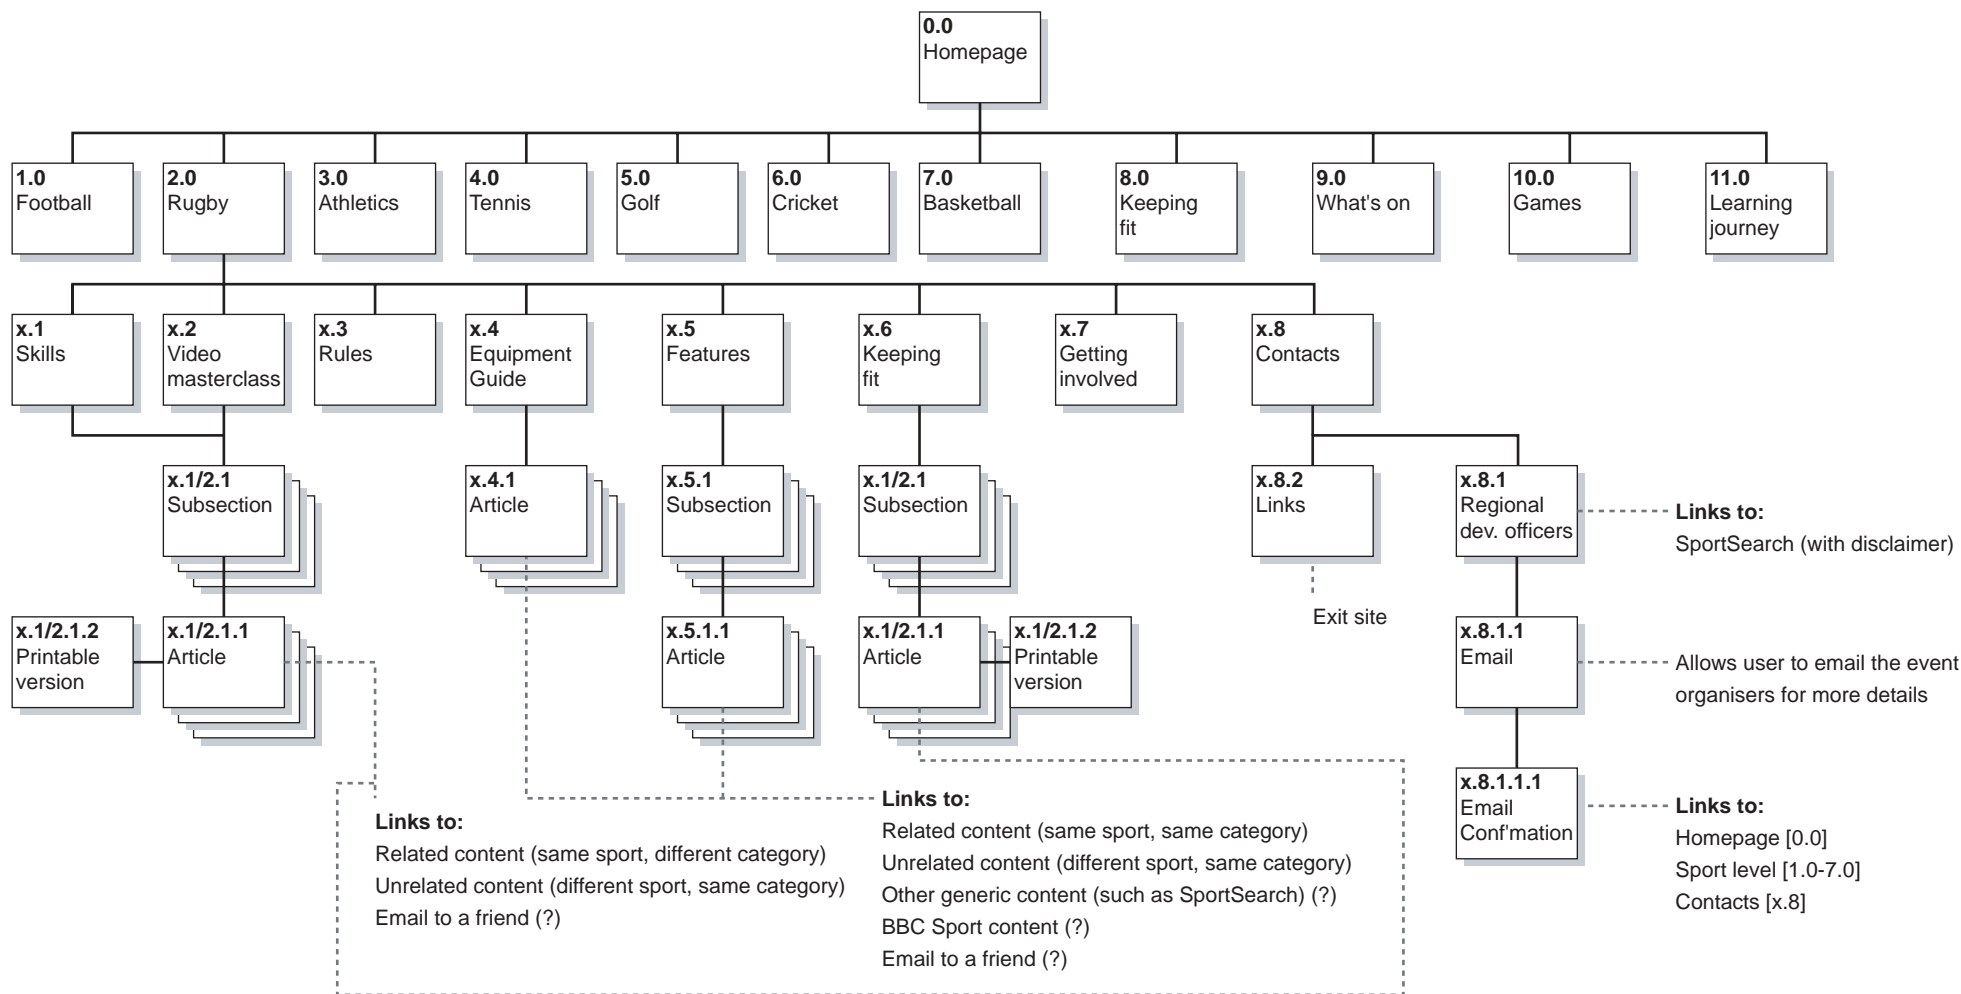 0.0
Homepage
1.0
Football
2.0
Rugby
3.0
Athletics
4.0
Tennis
5.0
Golf
6.0
Cricket
7.0
Basketball
8.0
Keeping
fit
9.0
What's on
10.0
Games
11.0
Learning
journey
x.1
Skills
x.2
Video
masterclass
x.3
Rules
x.4
Equipment
Guide
x.5
Features
x.6
Keeping
fit
x.7
Getting
involved
x.8
Contacts
x.1/2.1
Subsection
x.4.1
Article
x.5.1
Subsection
x.1/2.1
Subsection
x.8.2
Links
x.8.1
Regional
dev. officers
Links to:
SportSearch (with disclaimer)
Exit site
x.1/2.1.2
Printable
version
x.1/2.1.1
Article
x.5.1.1
Article
x.1/2.1.1
Article
x.1/2.1.2
Printable
version
x.8.1.1
Email
Allows user to email the event
organisers for more details
x.8.1.1.1
Email
Conf'mation
Links to:
Homepage [0.0]
Sport level [1.0-7.0]
Contacts [x.8]
Links to:
Related content (same sport, different category)
Unrelated content (different sport, same category)
Email to a friend (?)
Links to:
Related content (same sport, same category)
Unrelated content (different sport, same category)
Other generic content (such as SportSearch) (?)
BBC Sport content (?)
Email to a friend (?)